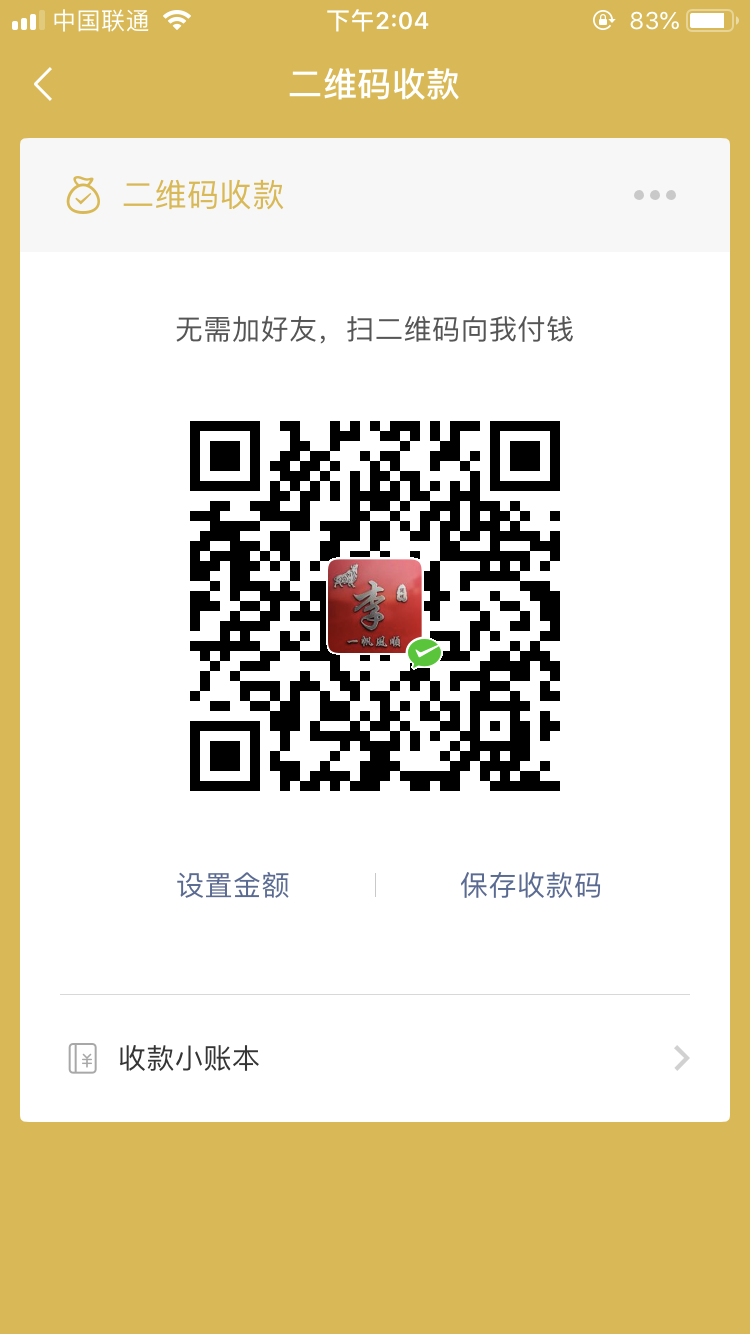 中国联通 下午2:04 83%
二维码收款
二维码收款
无需加好友，扫二维码向我付钱
李
一帆风顺
设置金额 保存收款码
¥ 收款小账本